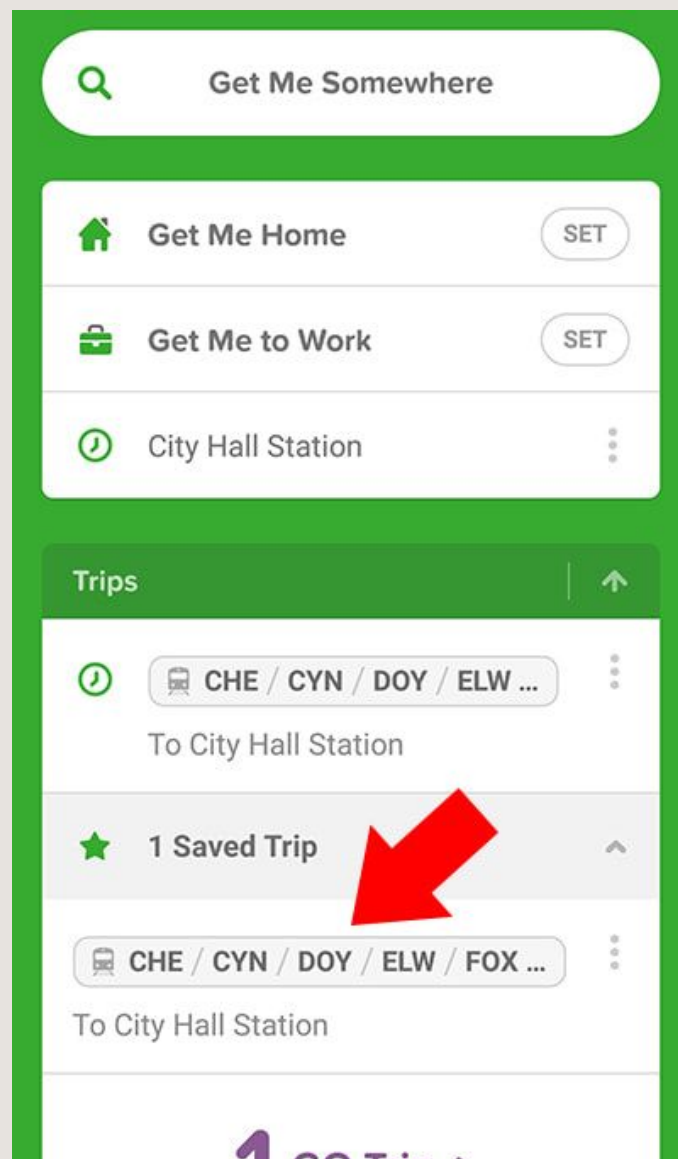 Get Me Somewhere
Get Me Home SET
Get Me to Work SET
City Hall Station
Trips
CHE / CYN / DOY / ELW ...
To City Hall Station
1 Saved Trip
CHE / CYN / DOY / ELW / FOX ...
To City Hall Station
1